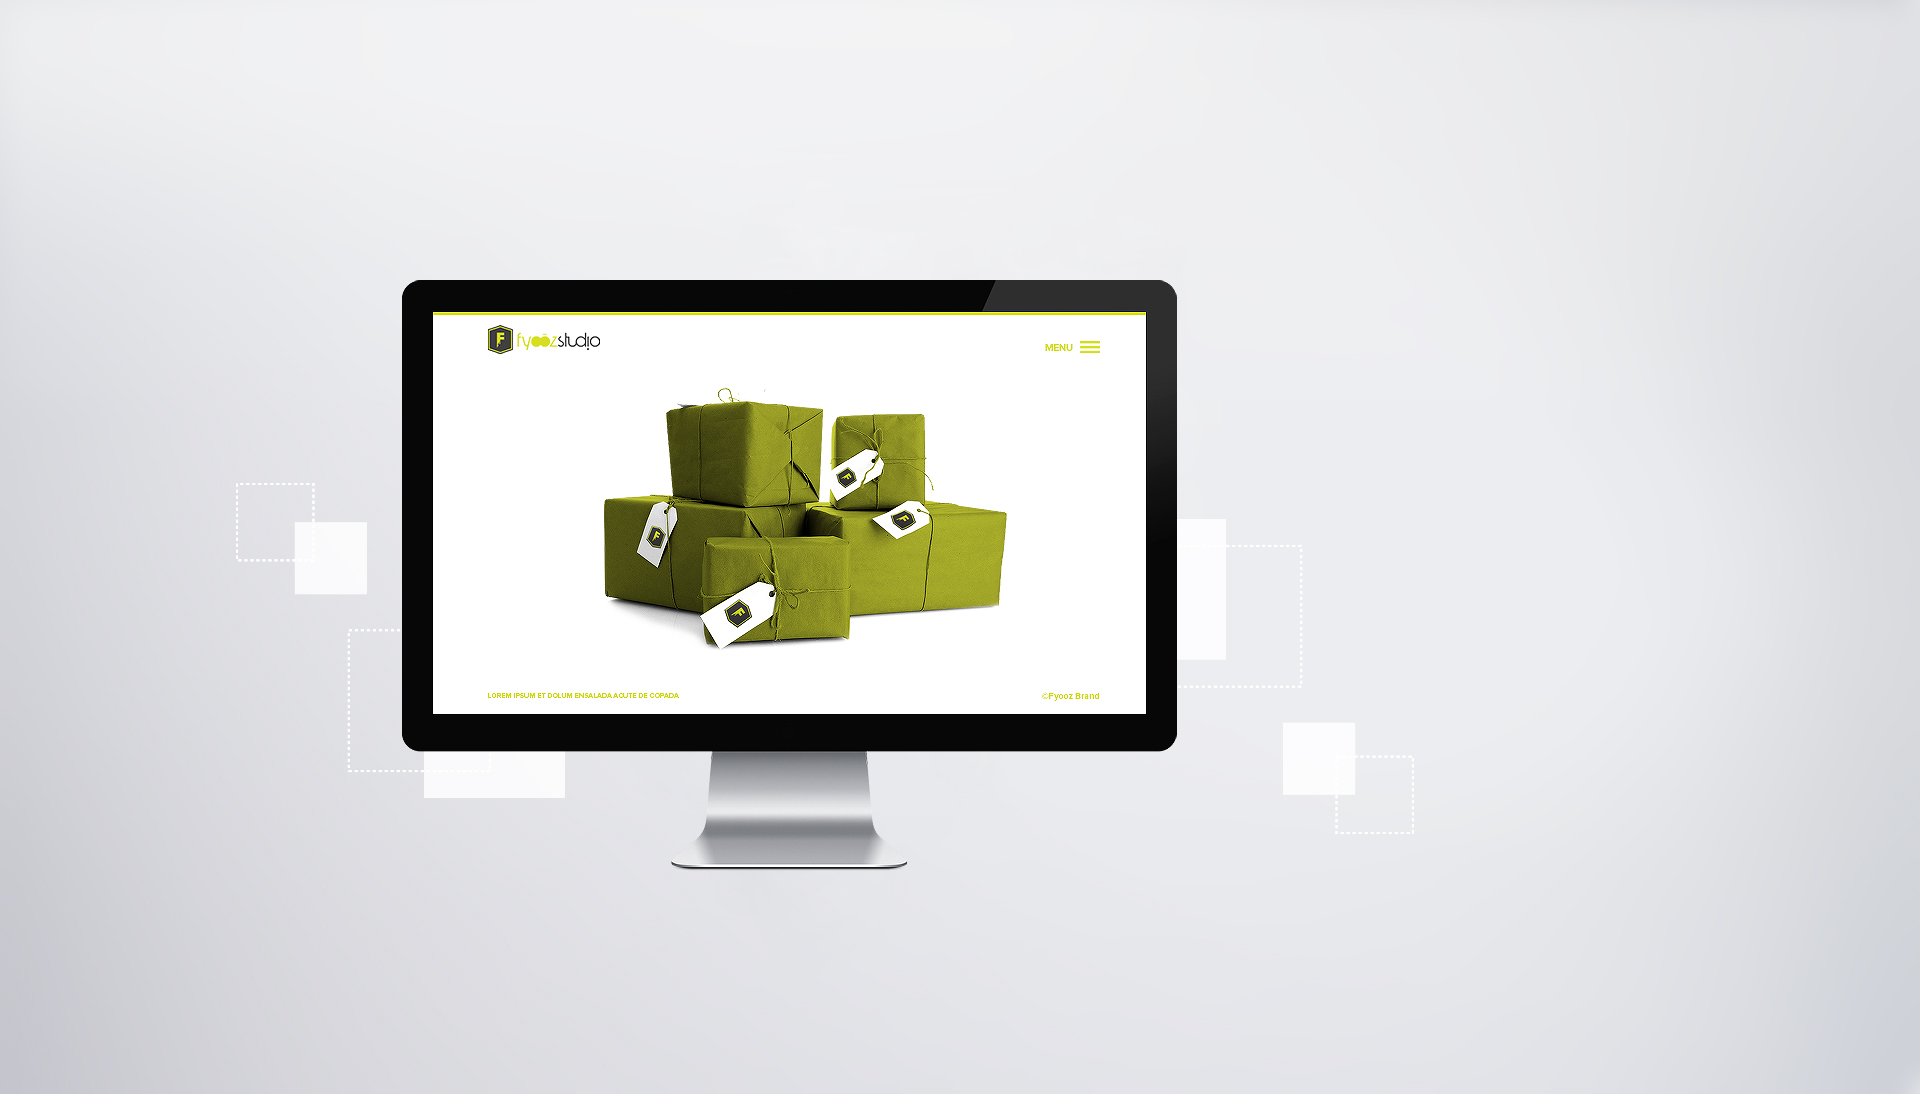 F fyoozstudio
MENU
F
F
F
F
LOREM IPSUM ET DOLUM ENSALADA ACUTE DE COPADA
©Fyooz Brand